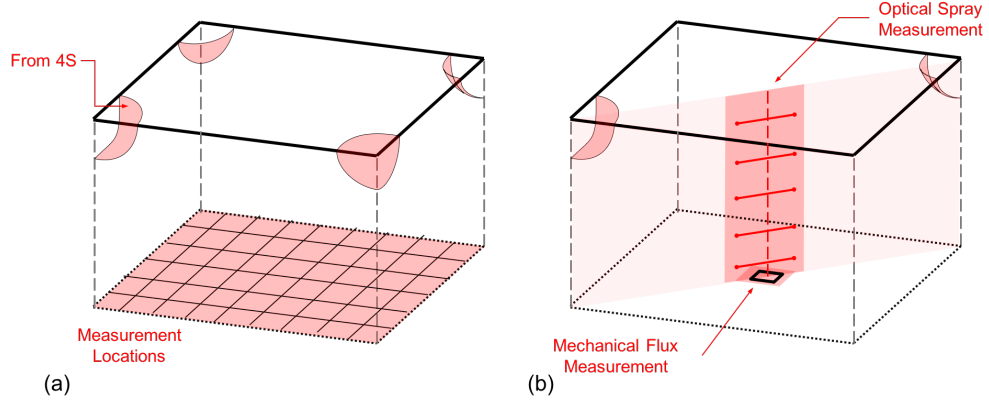 From 4S
Measurement
Locations
(a)
Optical Spray
Measurement
Mechanical Flux
Measurement
(b)